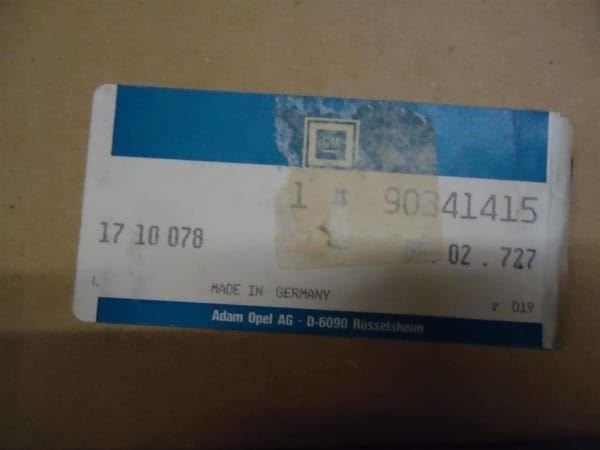 GM
1 90341415
17 10 078
02.727
MADE IN GERMANY
r 019
Adam Opel AG · D-6090 Rüsselsheim